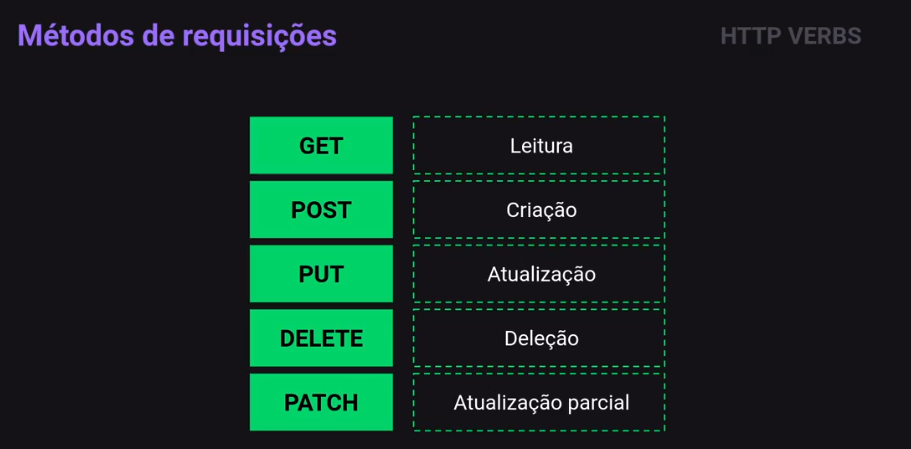 Métodos de requisições
HTTP VERBS
GET
Leitura
POST
Criação
PUT
Atualização
DELETE
Deleção
PATCH
Atualização parcial